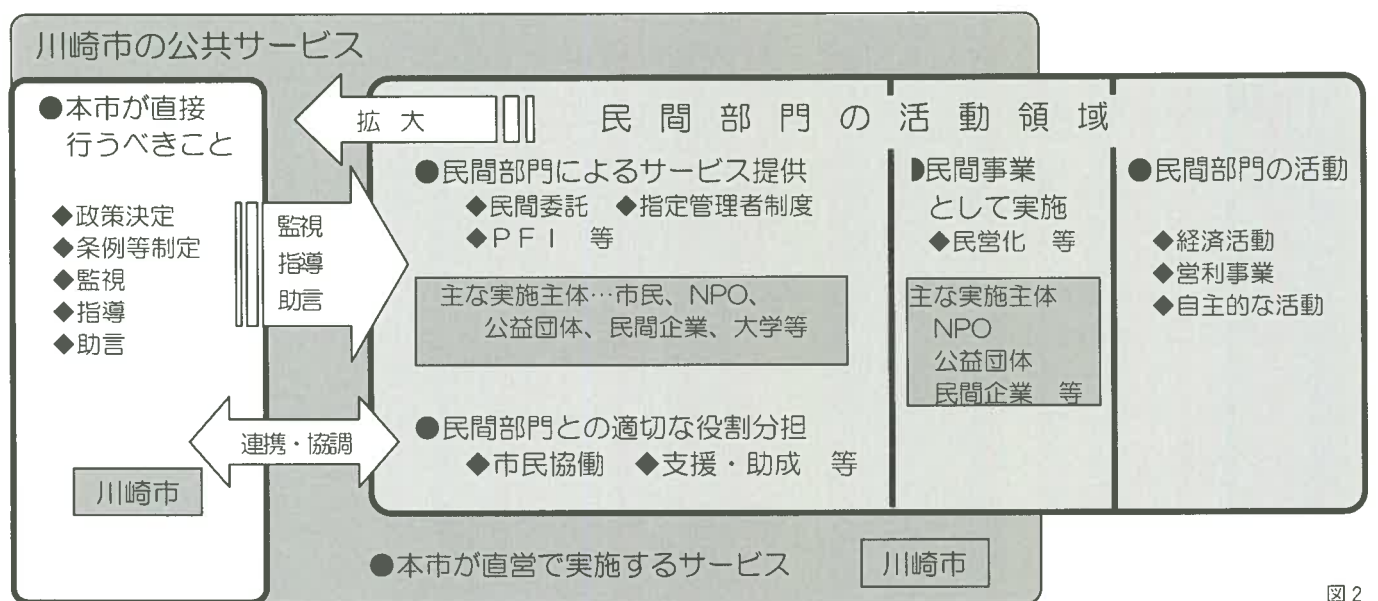 川崎市の公共サービス
●本市が直接
行うべきこと
◆政策決定
◆条例等制定
◆監視
◆指導
◆助言
川崎市
拡大
監視
指導
助言
連携・協調
民間部門の活動領域
●民間部門によるサービス提供
◆民間委託 ◆指定管理者制度
◆PFI 等
主な実施主体…市民、NPO、
公益団体、民間企業、大学等
●民間部門との適切な役割分担
◆市民協働 ◆支援・助成 等
◗民間事業
として実施
◆民営化 等
主な実施主体
NPO
公益団体
民間企業 等
●民間部門の活動
◆経済活動
◆営利事業
◆自主的な活動
●本市が直営で実施するサービス
川崎市
図2